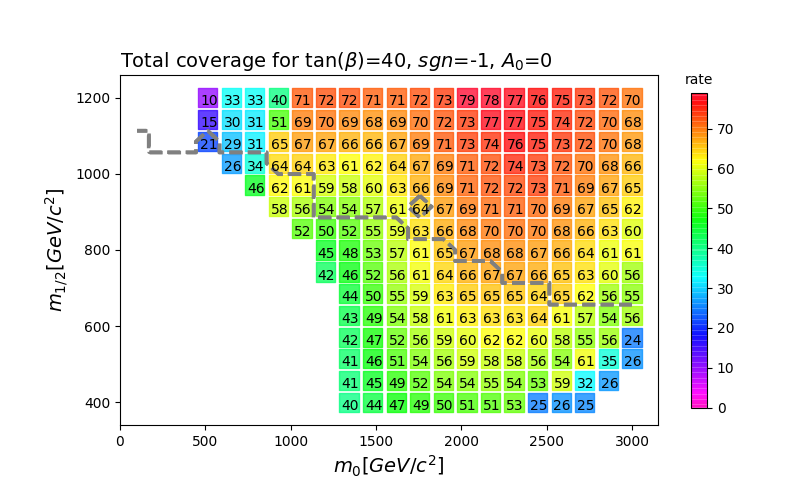 Total coverage for tan(β)=40, sgn=-1, A₀=0
rate
1200 10 33 33 40 71 72 72 71 71 72 73 79 78 77 76 75 73 72 70
15 30 31 51 69 70 69 68 69 70 72 73 77 77 75 74 72 70 68
21 29 31 65 67 67 66 66 67 69 71 73 74 76 75 73 72 70 68
1000 26 34 64 64 63 61 62 64 67 69 71 72 74 73 72 70 68 66
46 62 61 59 58 60 63 66 69 71 72 72 73 71 69 67 65
58 56 54 54 57 61 64 67 69 71 71 70 69 67 65 62
52 50 52 55 59 63 66 68 70 70 70 68 66 63 60
800 45 48 53 57 61 65 67 68 68 67 66 64 61 61
42 46 52 56 61 64 66 67 67 66 65 63 60 56
44 50 55 59 63 65 65 65 64 65 62 56 55
600 43 49 54 58 61 63 63 63 64 61 57 54 56
42 47 52 56 59 60 62 62 60 58 55 56 24
41 46 51 54 56 59 58 58 56 54 61 35 26
41 45 49 52 54 54 55 54 53 59 32 26
400 40 44 47 49 50 51 51 53 25 26 25
0 500 1000 1500 2000 2500 3000
m₀[GeV/c²]
m₁/₂[GeV/c²]
70
60
50
40
30
20
10
0